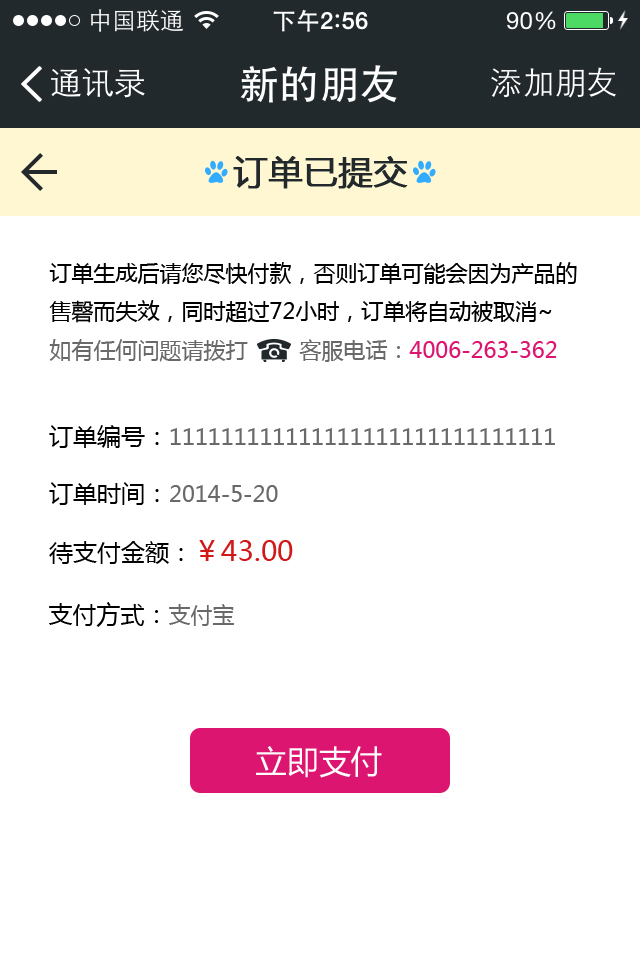 中国联通 下午2:56 90%
通讯录 新的朋友 添加朋友
订单已提交
订单生成后请您尽快付款，否则订单可能会因为产品的
售罄而失效，同时超过72小时，订单将自动被取消~
如有任何问题请拨打 客服电话：4006-263-362
订单编号：111111111111111111111111111111
订单时间：2014-5-20
待支付金额：￥43.00
支付方式：支付宝
立即支付